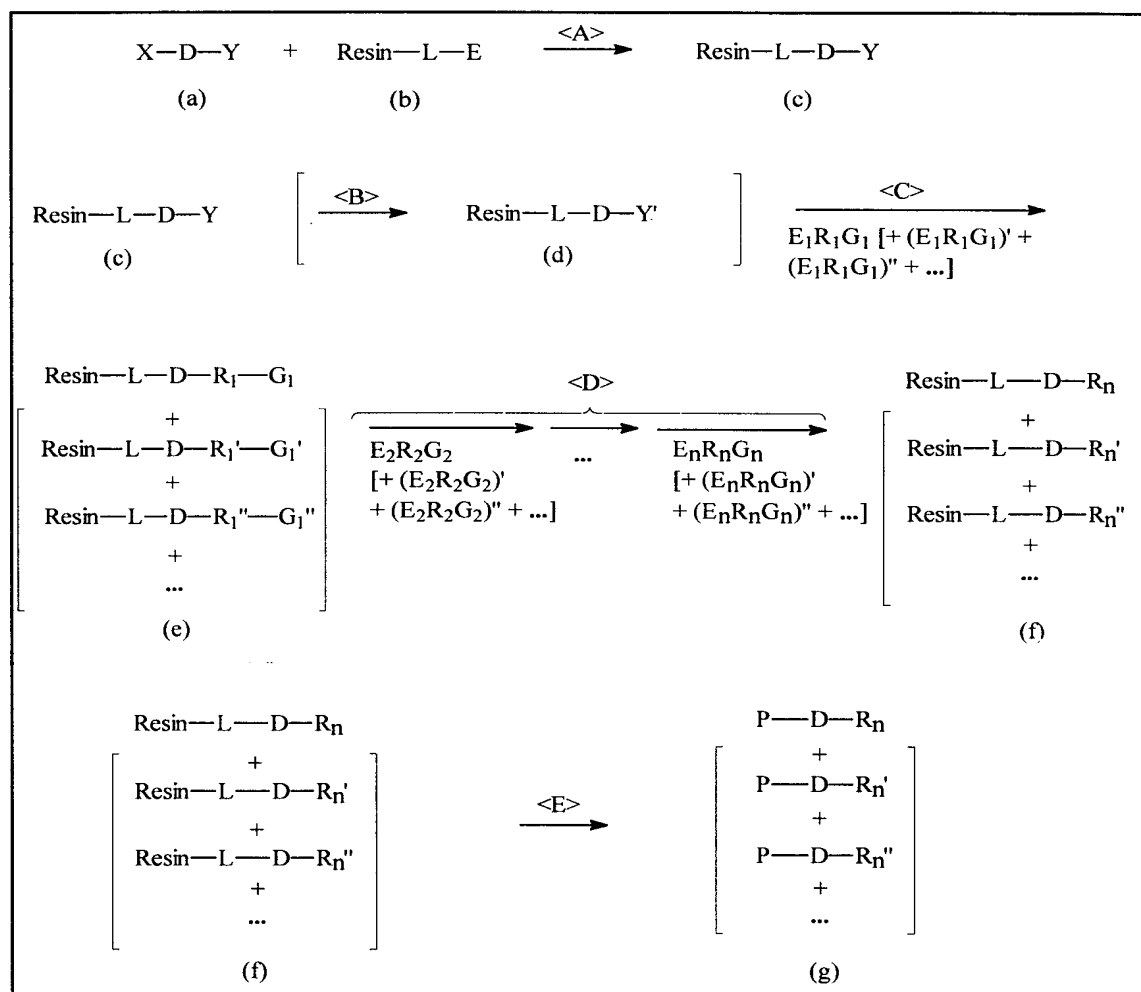 X—D—Y + Resin—L—E <A> Resin—L—D—Y
(a) (b) (c)
Resin—L—D—Y <B> Resin—L—D—Y' <C>
(c) (d) E₁R₁G₁ [+ (E₁R₁G₁)' +
(E₁R₁G₁)" + ...]
Resin—L—D—R₁—G₁
+
Resin—L—D—R₁'—G₁'
+
Resin—L—D—R₁"—G₁"
+
...
(e)
<D>
E₂R₂G₂
[+ (E₂R₂G₂)'
+ (E₂R₂G₂)" + ...]
...
EₙRₙGₙ
[+ (EₙRₙGₙ)'
+ (EₙRₙGₙ)" + ...]
Resin—L—D—Rₙ
+
Resin—L—D—Rₙ'
+
Resin—L—D—Rₙ"
+
...
(f)
Resin—L—D—Rₙ
+
Resin—L—D—Rₙ'
+
Resin—L—D—Rₙ"
+
...
(f)
<E>
P—D—Rₙ
+
P—D—Rₙ'
+
P—D—Rₙ"
+
...
(g)